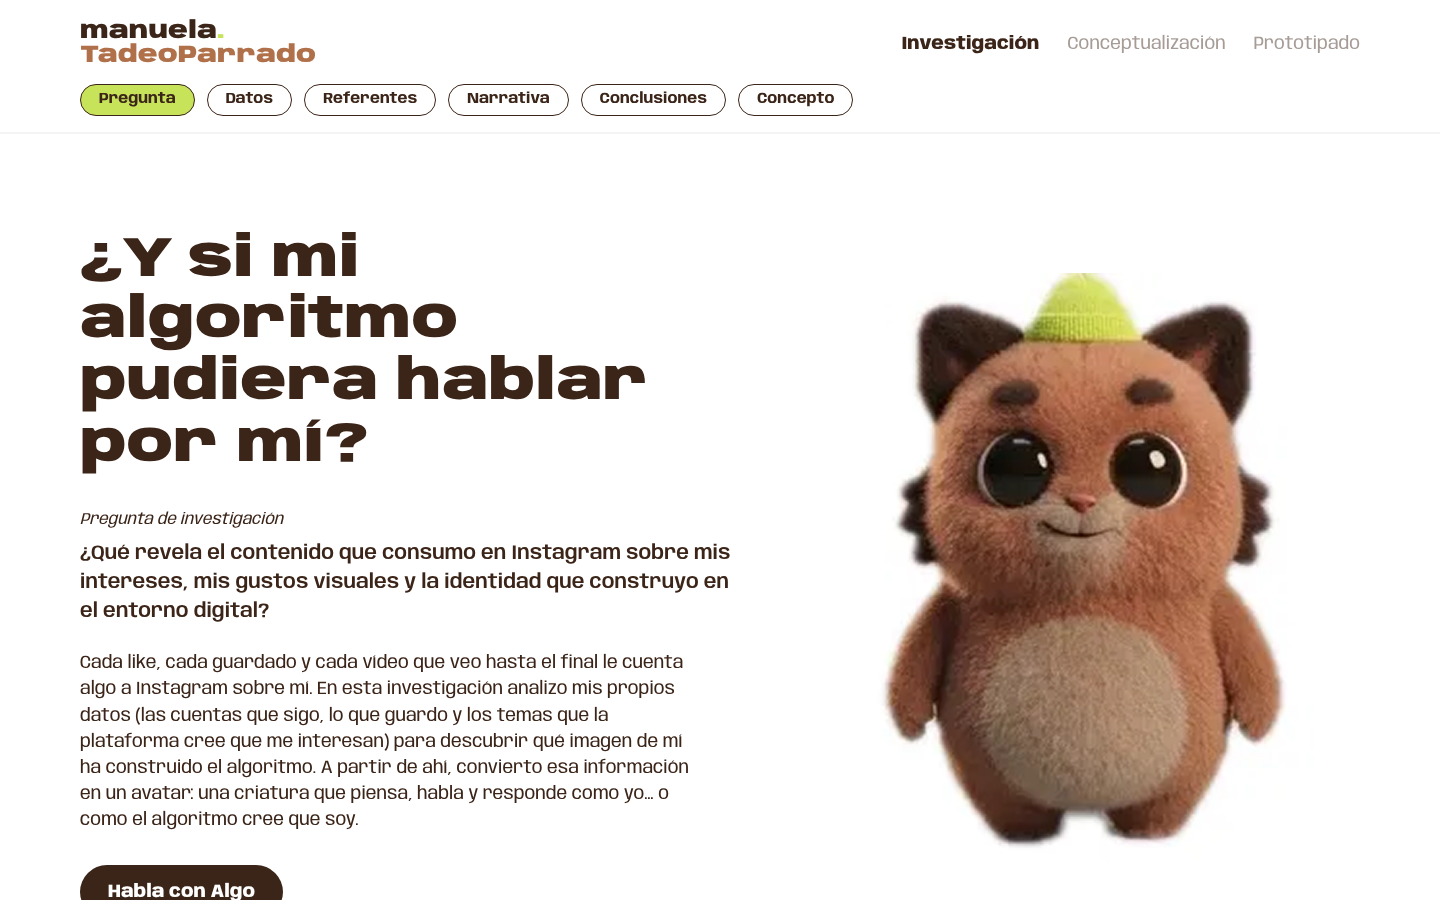 manuela.
TadeoParrado
Investigación
Conceptualización
Prototipado
Pregunta
Datos
Referentes
Narrativa
Conclusiones
Concepto
¿Y si mi
algoritmo
pudiera hablar
por mí?
Pregunta de investigación
¿Qué revela el contenido que consumo en Instagram sobre mis
intereses, mis gustos visuales y la identidad que construyo en
el entorno digital?
Cada like, cada guardado y cada vídeo que veo hasta el final le cuenta
algo a Instagram sobre mí. En esta investigación analizo mis propios
datos (las cuentas que sigo, lo que guardo y los temas que la
plataforma cree que me interesan) para descubrir qué imagen de mí
ha construido el algoritmo. A partir de ahí, convierto esa información
en un avatar: una criatura que piensa, habla y responde como yo... o
como el algoritmo cree que soy.
Habla con Algo